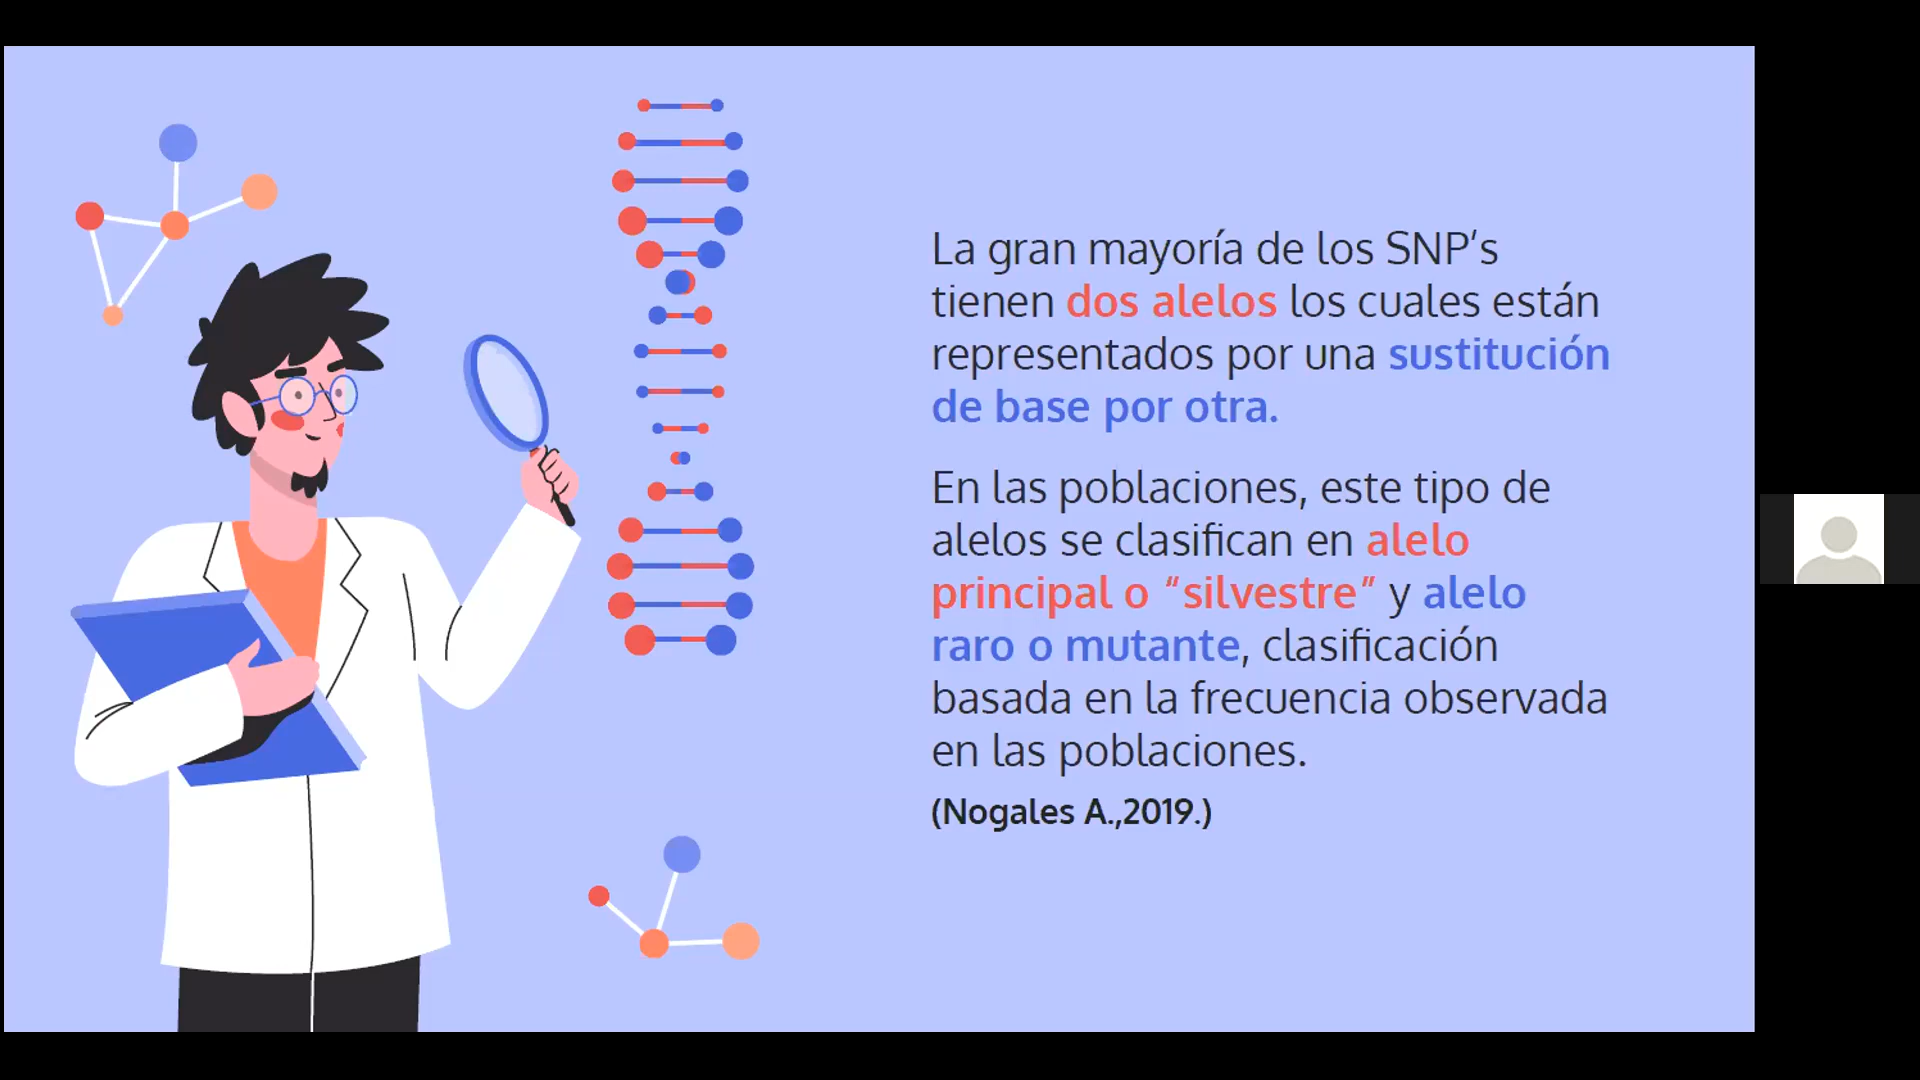 La gran mayoría de los SNP’s
tienen dos alelos los cuales están
representados por una sustitución
de base por otra.
En las poblaciones, este tipo de
alelos se clasifican en alelo
principal o “silvestre” y alelo
raro o mutante, clasificación
basada en la frecuencia observada
en las poblaciones.
(Nogales A.,2019.)